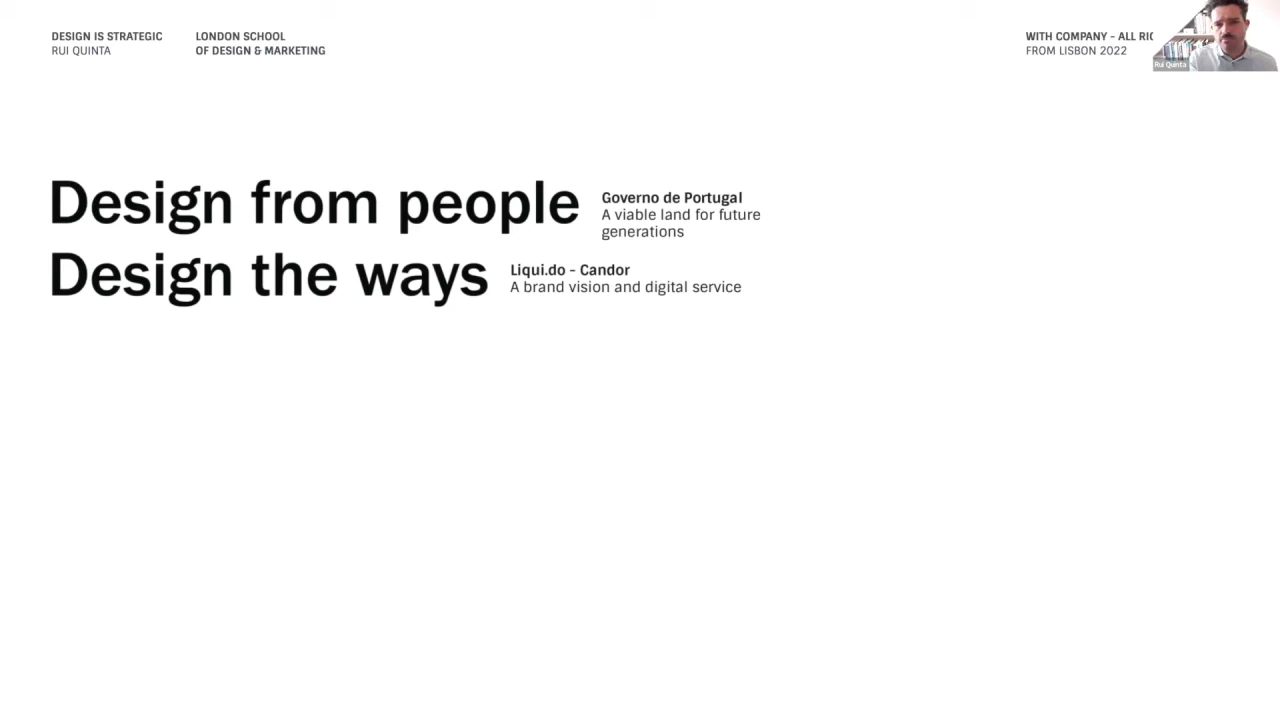 DESIGN IS STRATEGIC
RUI QUINTA
LONDON SCHOOL
OF DESIGN & MARKETING
WITH COMPANY - ALL
FROM LISBON 2022
Rui Quinta
Design from people
Governo de Portugal
A viable land for future
generations
Design the ways
Liqui.do - Candor
A brand vision and digital service